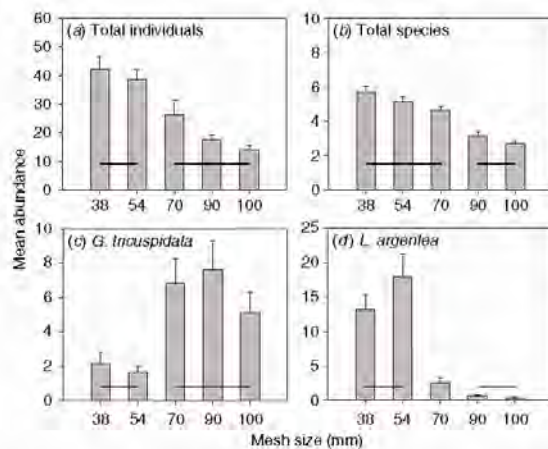 (a) Total individuals
60
50
40
30
20
10
0
38 54 70 90 100
(b) Total species
10
8
6
4
2
0
38 54 70 90 100
Mean abundance
(c) G. tricuspidata
10
8
6
4
2
0
38 54 70 90 100
(d) L. argentea
25
20
15
10
5
0
38 54 70 90 100
Mesh size (mm)